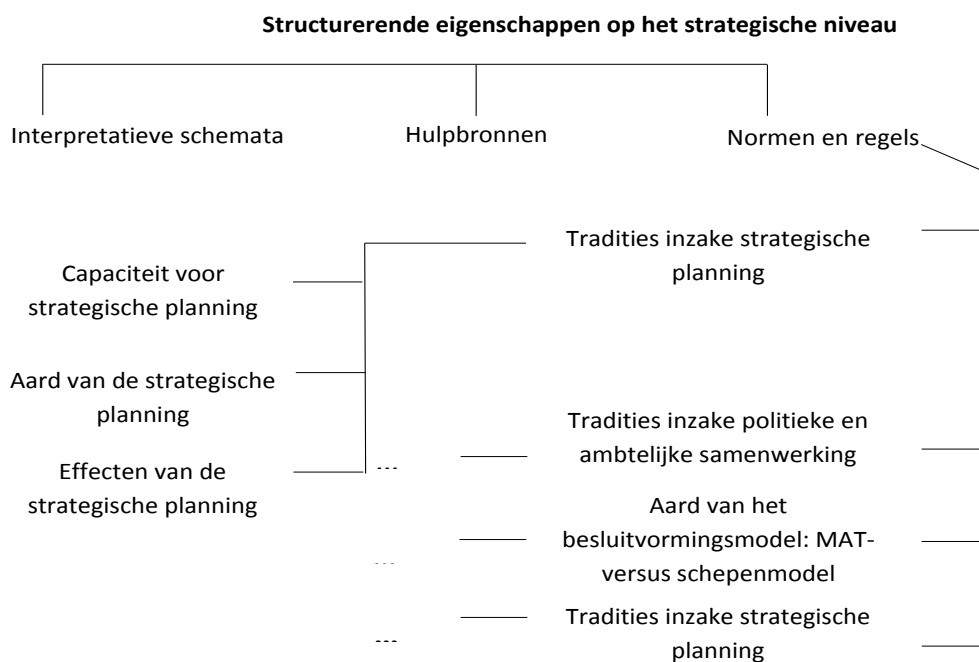 Structurerende eigenschappen op het strategische niveau
Interpretatieve schemata
Hulpbronnen
Normen en regels
Tradities inzake strategische
planning
Capaciteit voor
strategische planning
Aard van de strategische
planning
Effecten van de
strategische planning
...
Tradities inzake politieke en
ambtelijke samenwerking
...
Aard van het
besluitvormingsmodel: MAT-
versus schepenmodel
...
Tradities inzake strategische
planning